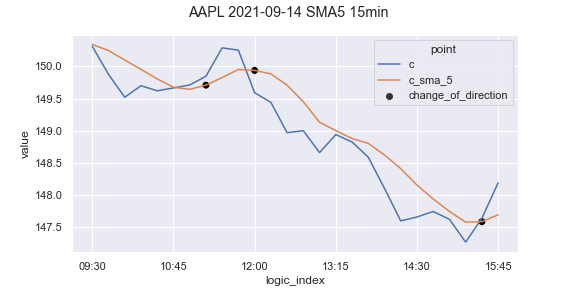 AAPL 2021-09-14 SMA5 15min
point
c
c_sma_5
change_of_direction
150.0
149.5
149.0
148.5
148.0
147.5
value
09:30 10:45 12:00 13:15 14:30 15:45
logic_index